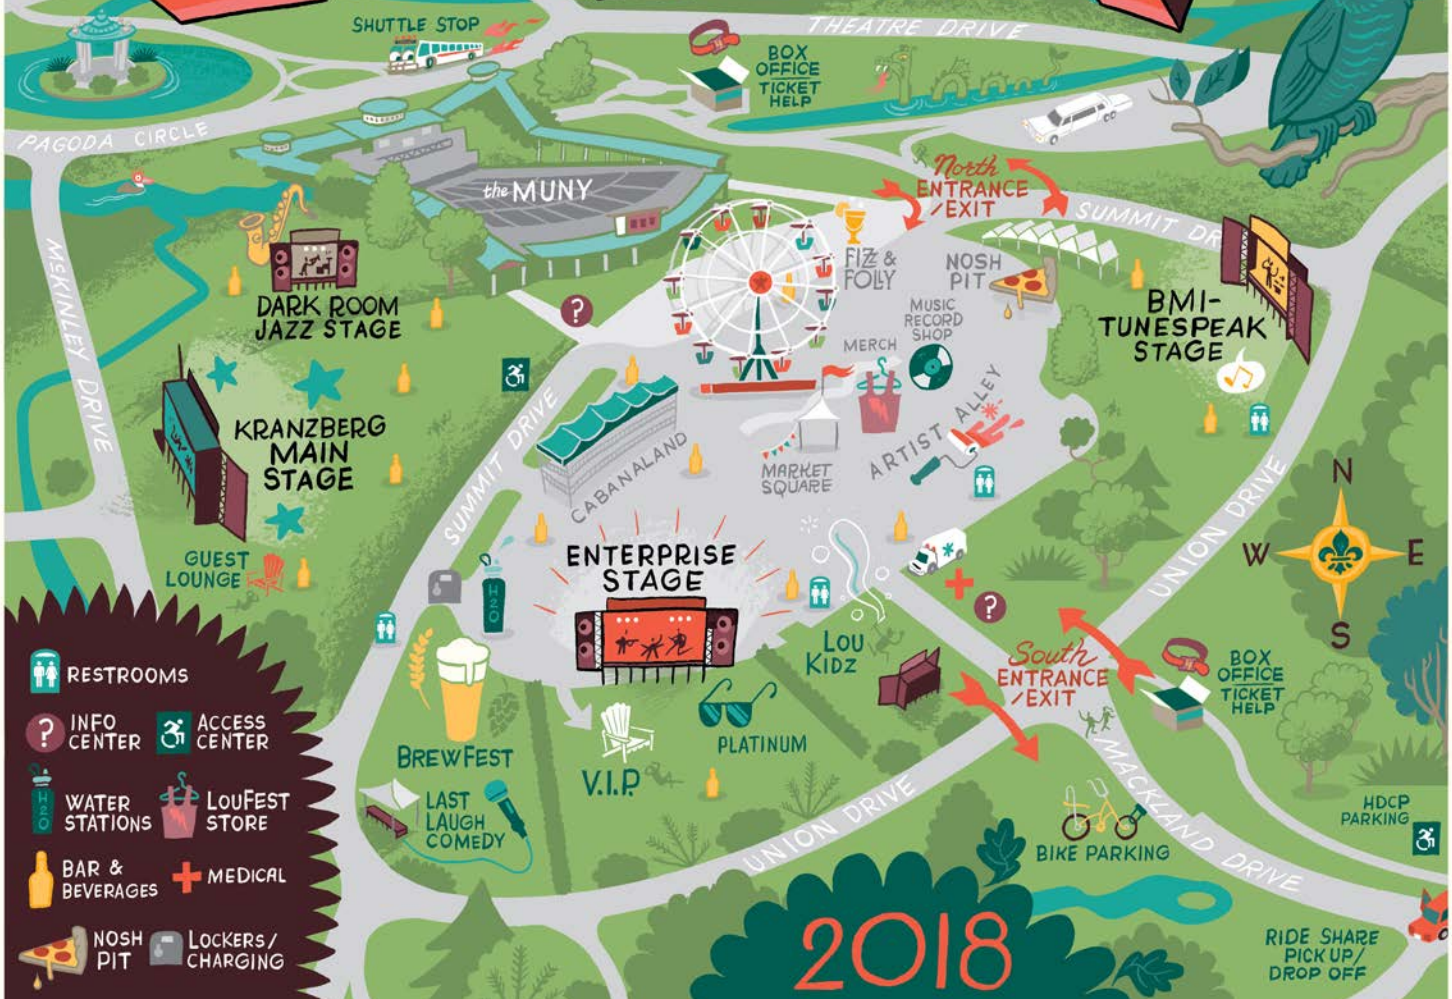 SHUTTLE STOP
THEATRE DRIVE
BOX
OFFICE
TICKET
HELP
PAGODA CIRCLE
the MUNY
North
ENTRANCE
/EXIT
SUMMIT DR
MCKINLEY DRIVE
FIZZ &
FOLLY
NOSH
PIT
DARK ROOM
JAZZ STAGE
?
MUSIC
RECORD
SHOP
MERCH
BMI-
TUNESPEAK
STAGE
KRANZBERG
MAIN
STAGE
SUMMIT DRIVE
CABANALAND
MARKET
SQUARE
ARTIST ALLEY
UNION DRIVE
N
W
E
S
GUEST
LOUNGE
H2O
ENTERPRISE
STAGE
?
LOU
KIDZ
South
ENTRANCE
/EXIT
BOX
OFFICE
TICKET
HELP
BREWFEST
V.I.P.
PLATINUM
LAST
LAUGH
COMEDY
UNION DRIVE
MACKLAND DRIVE
BIKE PARKING
HDCP
PARKING
RIDE SHARE
PICK UP/
DROP OFF
2018
RESTROOMS
? INFO
CENTER
ACCESS
CENTER
H2O
WATER
STATIONS
LOUFEST
STORE
BAR &
BEVERAGES
MEDICAL
NOSH
PIT
LOCKERS/
CHARGING